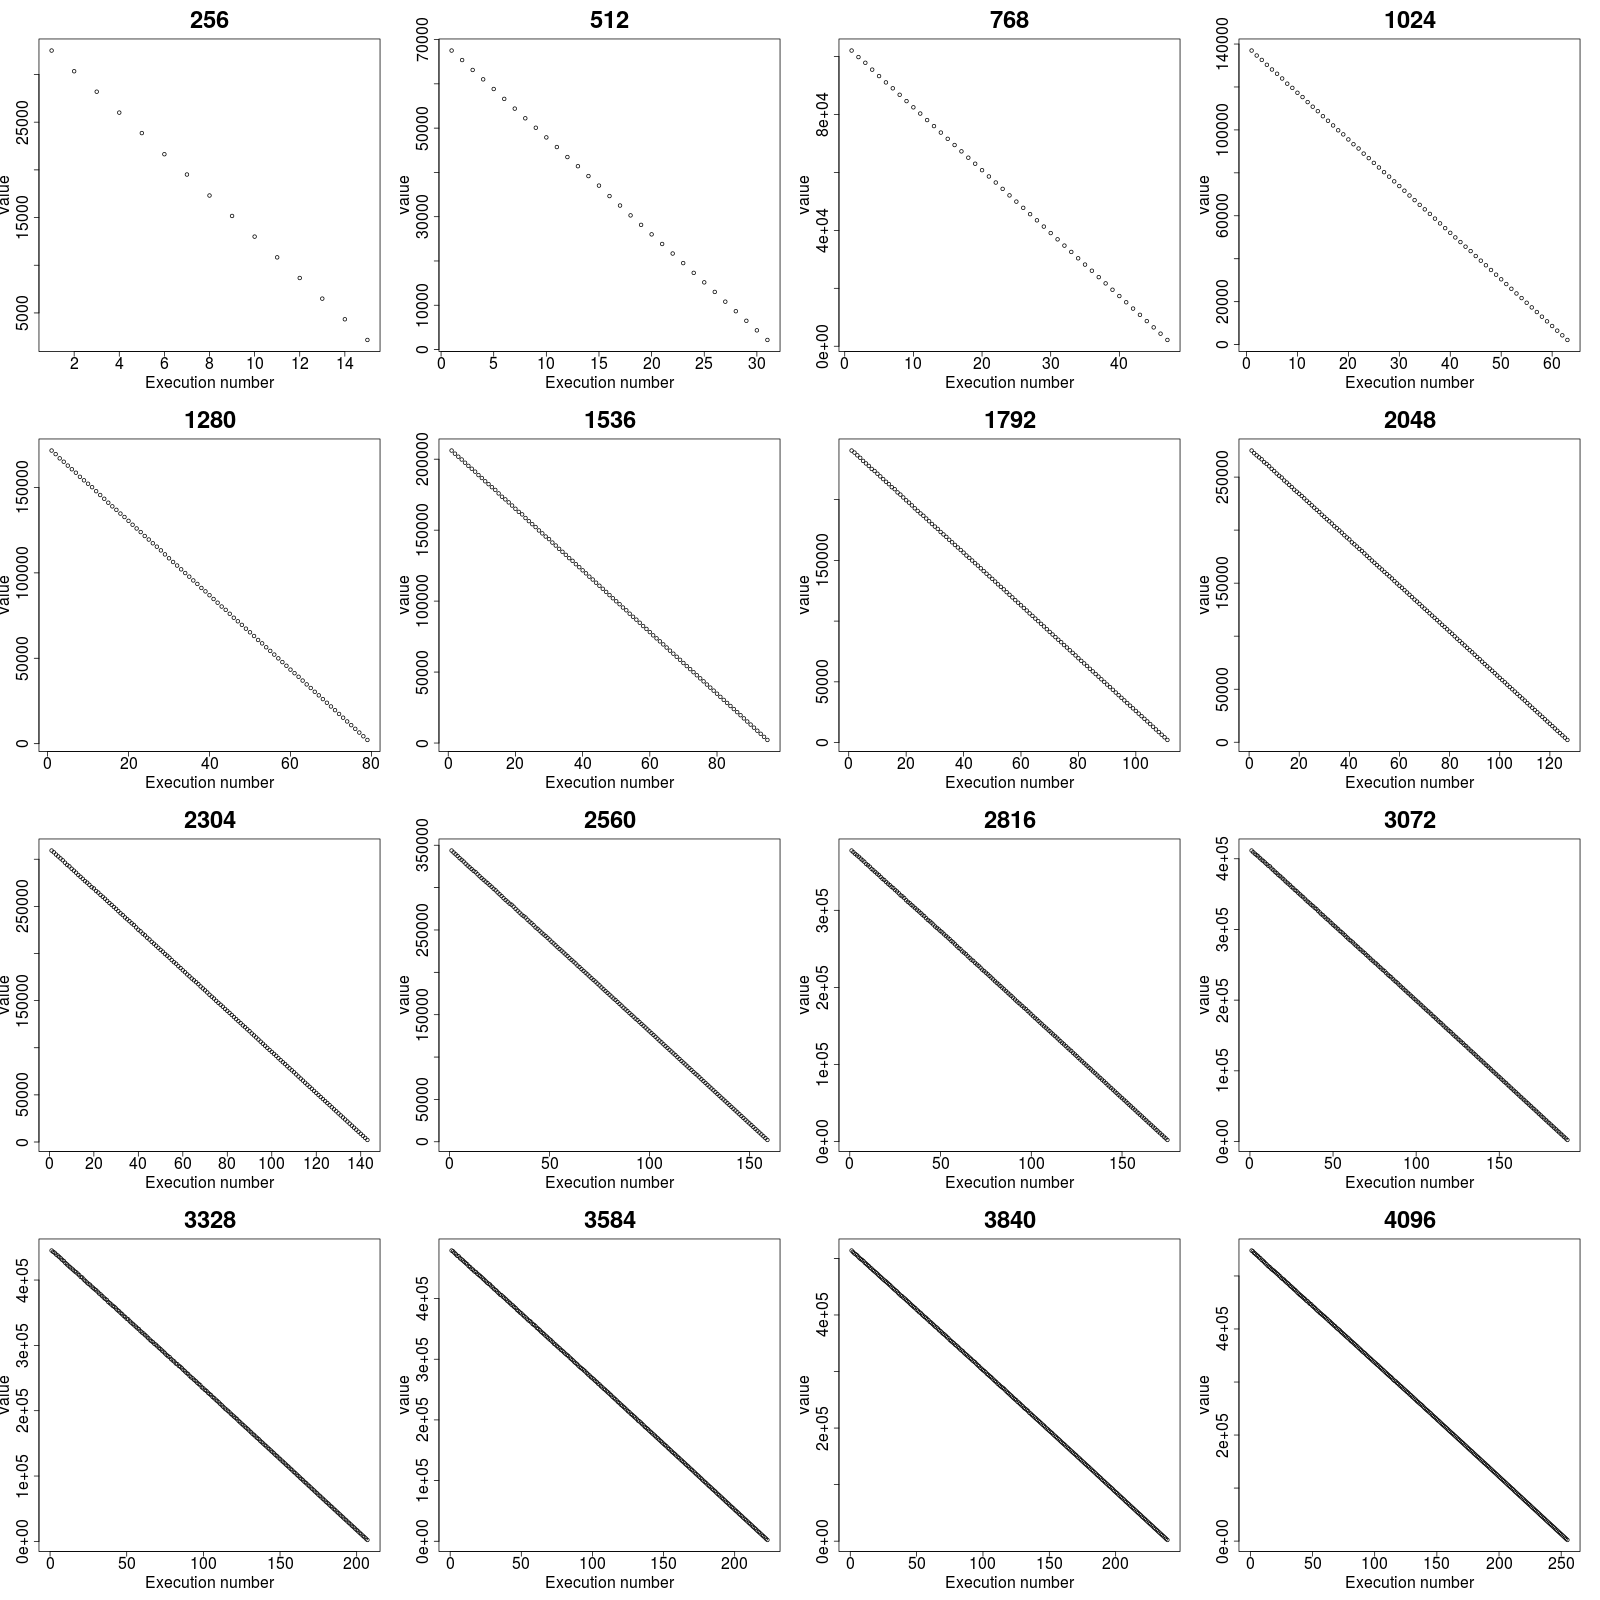 256 512 768 1024
value 5000 15000 25000
value 0 10000 30000 50000 70000
value 0e+00 4e+04 8e+04
value 0 20000 60000 100000 140000
2 4 6 8 10 12 14
0 5 10 15 20 25 30
0 10 20 30 40
0 10 20 30 40 50 60
Execution number Execution number Execution number Execution number
1280 1536 1792 2048
value 0 50000 100000 150000
value 0 50000 100000 150000 200000
value 0 50000 150000
value 0 50000 150000 250000
0 20 40 60 80
0 20 40 60 80
0 20 40 60 80 100
0 20 40 60 80 100 120
Execution number Execution number Execution number Execution number
2304 2560 2816 3072
value 0 50000 150000 250000
value 0 50000 150000 250000 350000
value 0e+00 1e+05 2e+05 3e+05
value 0e+00 1e+05 2e+05 3e+05 4e+05
0 20 40 60 80 100 120 140
0 50 100 150
0 50 100 150
0 50 100 150
Execution number Execution number Execution number Execution number
3328 3584 3840 4096
value 0e+00 1e+05 2e+05 3e+05 4e+05
value 0e+00 1e+05 2e+05 3e+05 4e+05
value 0e+00 2e+05 4e+05
value 0e+00 2e+05 4e+05
0 50 100 150 200
0 50 100 150 200
0 50 100 150 200
0 50 100 150 200 250
Execution number Execution number Execution number Execution number